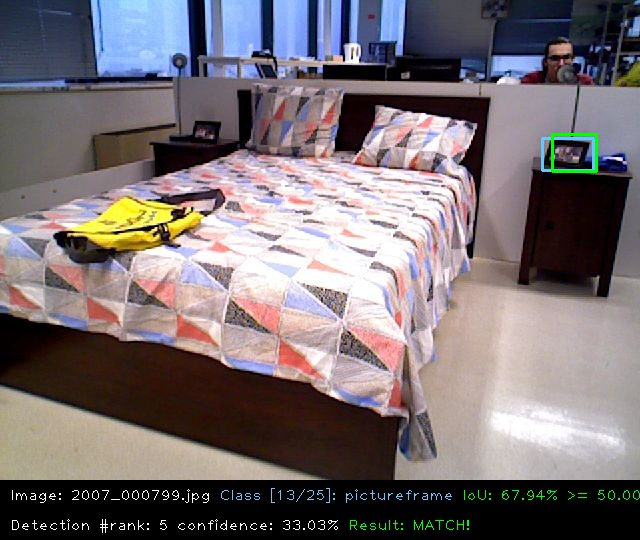 Image: 2007_000799.jpg Class [13/25]: pictureframe IoU: 67.94% >= 50.00
Detection #rank: 5 confidence: 33.03% Result: MATCH!